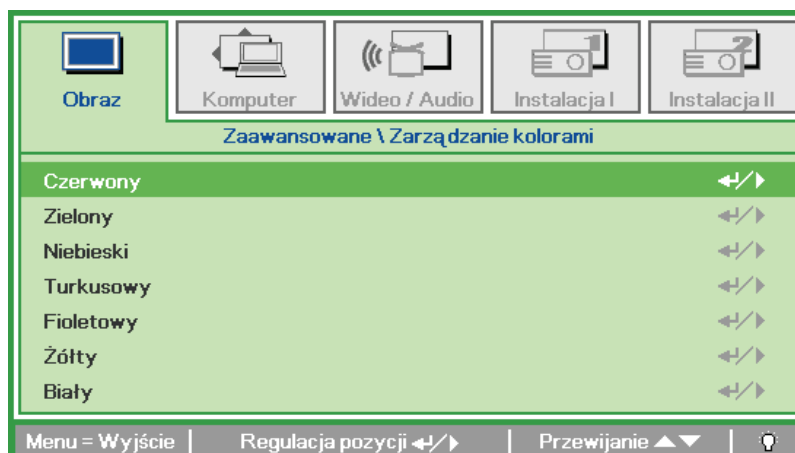 Obraz Komputer Wideo / Audio Instalacja I Instalacja II
Zaawansowane \ Zarządzanie kolorami
Czerwony
Zielony
Niebieski
Turkusowy
Fioletowy
Żółty
Biały
Menu = Wyjście Regulacja pozycji Przewijanie